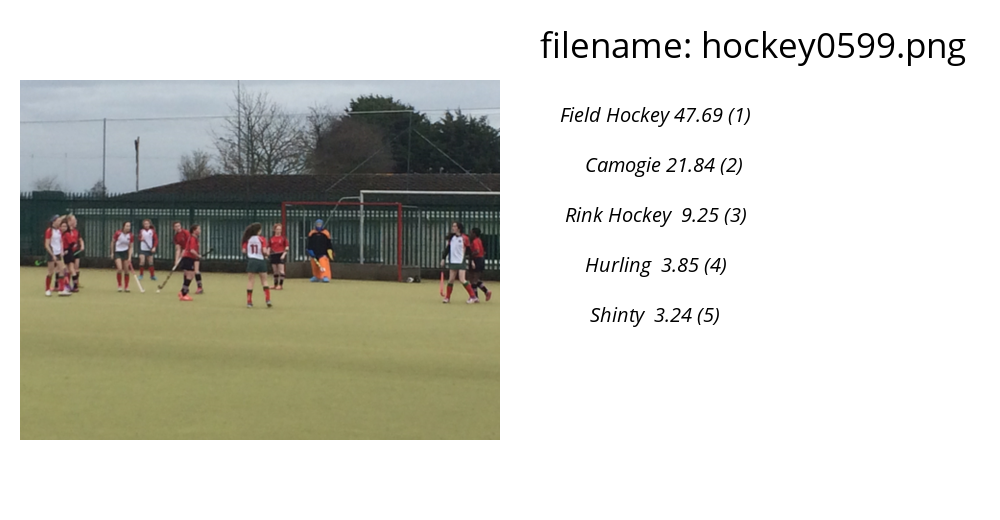 filename: hockey0599.png
Field Hockey 47.69 (1)
Camogie 21.84 (2)
Rink Hockey 9.25 (3)
Hurling 3.85 (4)
Shinty 3.24 (5)
11